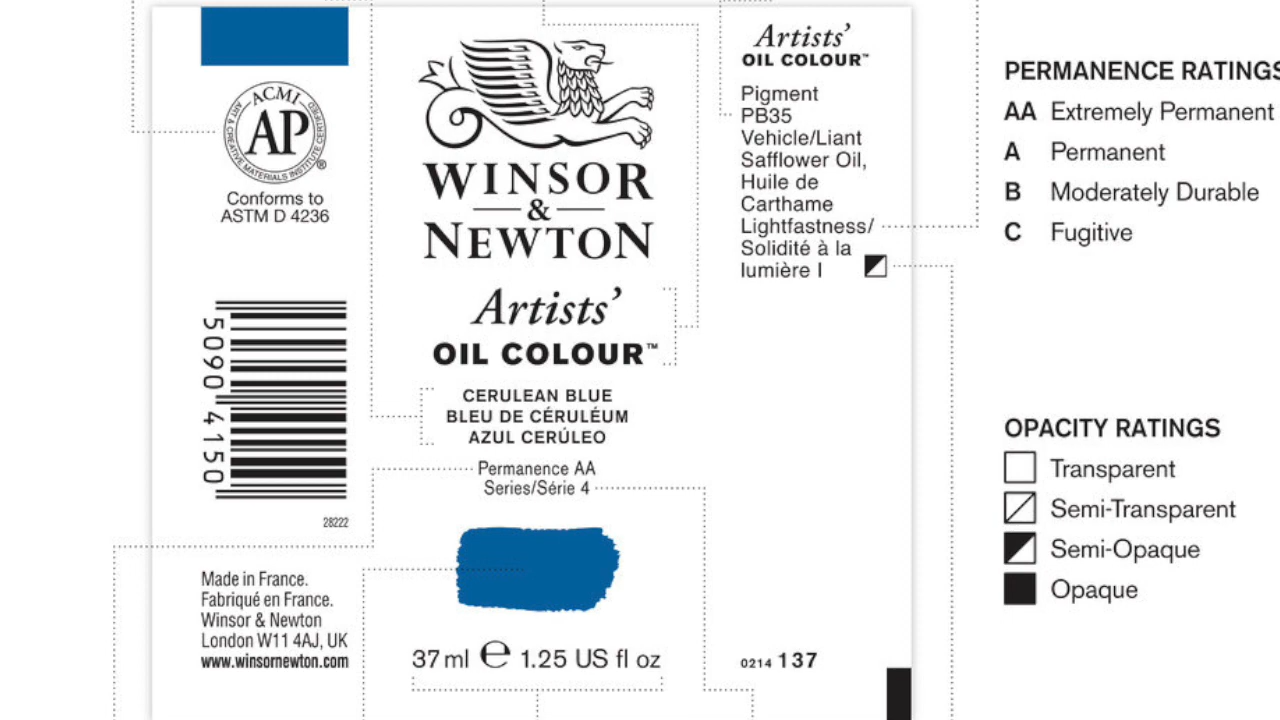 ACMI
AP
ART & CREATIVE MATERIALS INSTITUTE CERTIFIED
®
Conforms to
ASTM D 4236
5090 4150
28222
Made in France.
Fabriqué en France.
Winsor & Newton
London W11 4AJ, UK
www.winsornewton.com
WINSOR
&
NEWTON
Artists’
OIL COLOUR™
CERULEAN BLUE
BLEU DE CÉRULÉUM
AZUL CERÚLEO
Permanence AA
Series/Série 4
37 ml ℮ 1.25 US fl oz
Artists’
OIL COLOUR™
Pigment
PB35
Vehicle/Liant
Safflower Oil,
Huile de
Carthame
Lightfastness/
Solidité à la
lumière I
0214 137
PERMANENCE RATINGS
AA Extremely Permanent
A Permanent
B Moderately Durable
C Fugitive
OPACITY RATINGS
Transparent
Semi-Transparent
Semi-Opaque
Opaque